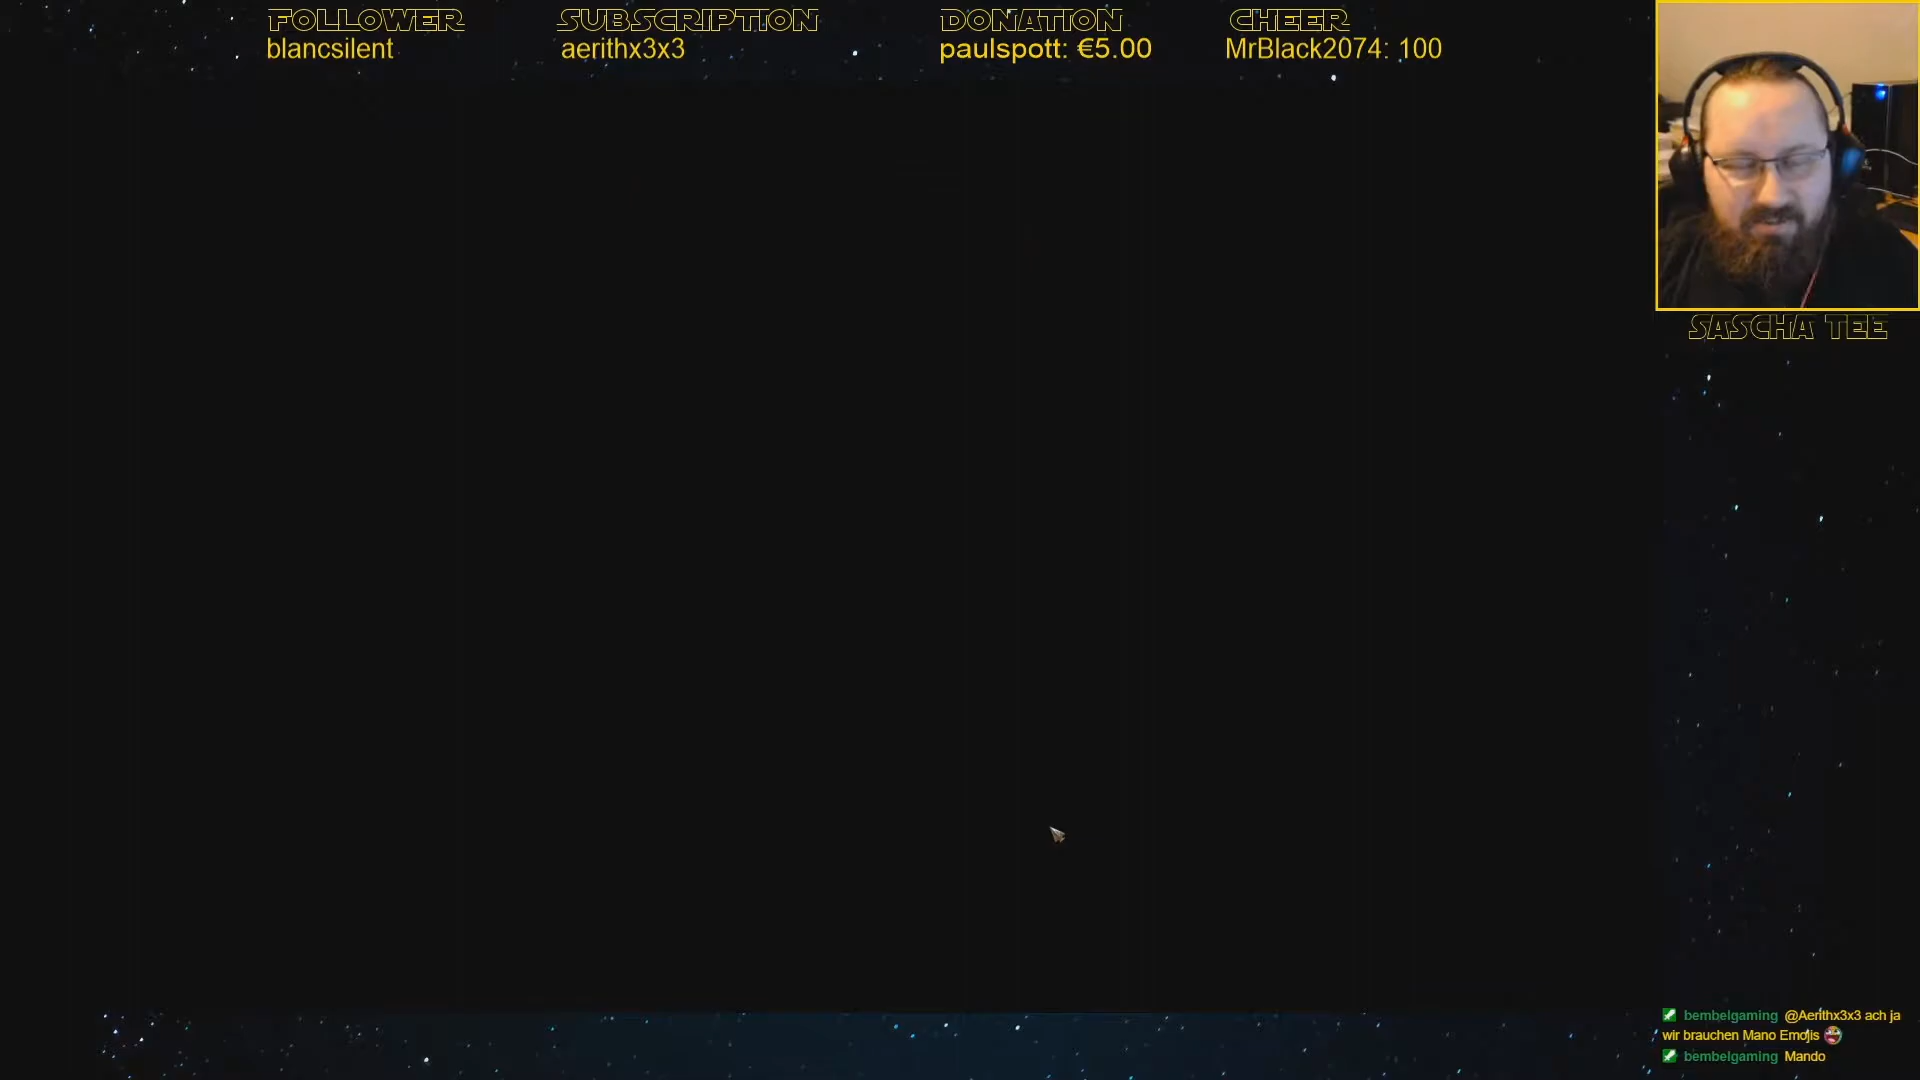 FOLLOWER SUBSCRIPTION DONATION CHEER
blancsilent aerithx3x3 paulspott: €5.00 MrBlack2074: 100
SASCHA TEE
bembelgaming @Aerithx3x3 ach ja
wir brauchen Mano Emojis
bembelgaming Mando